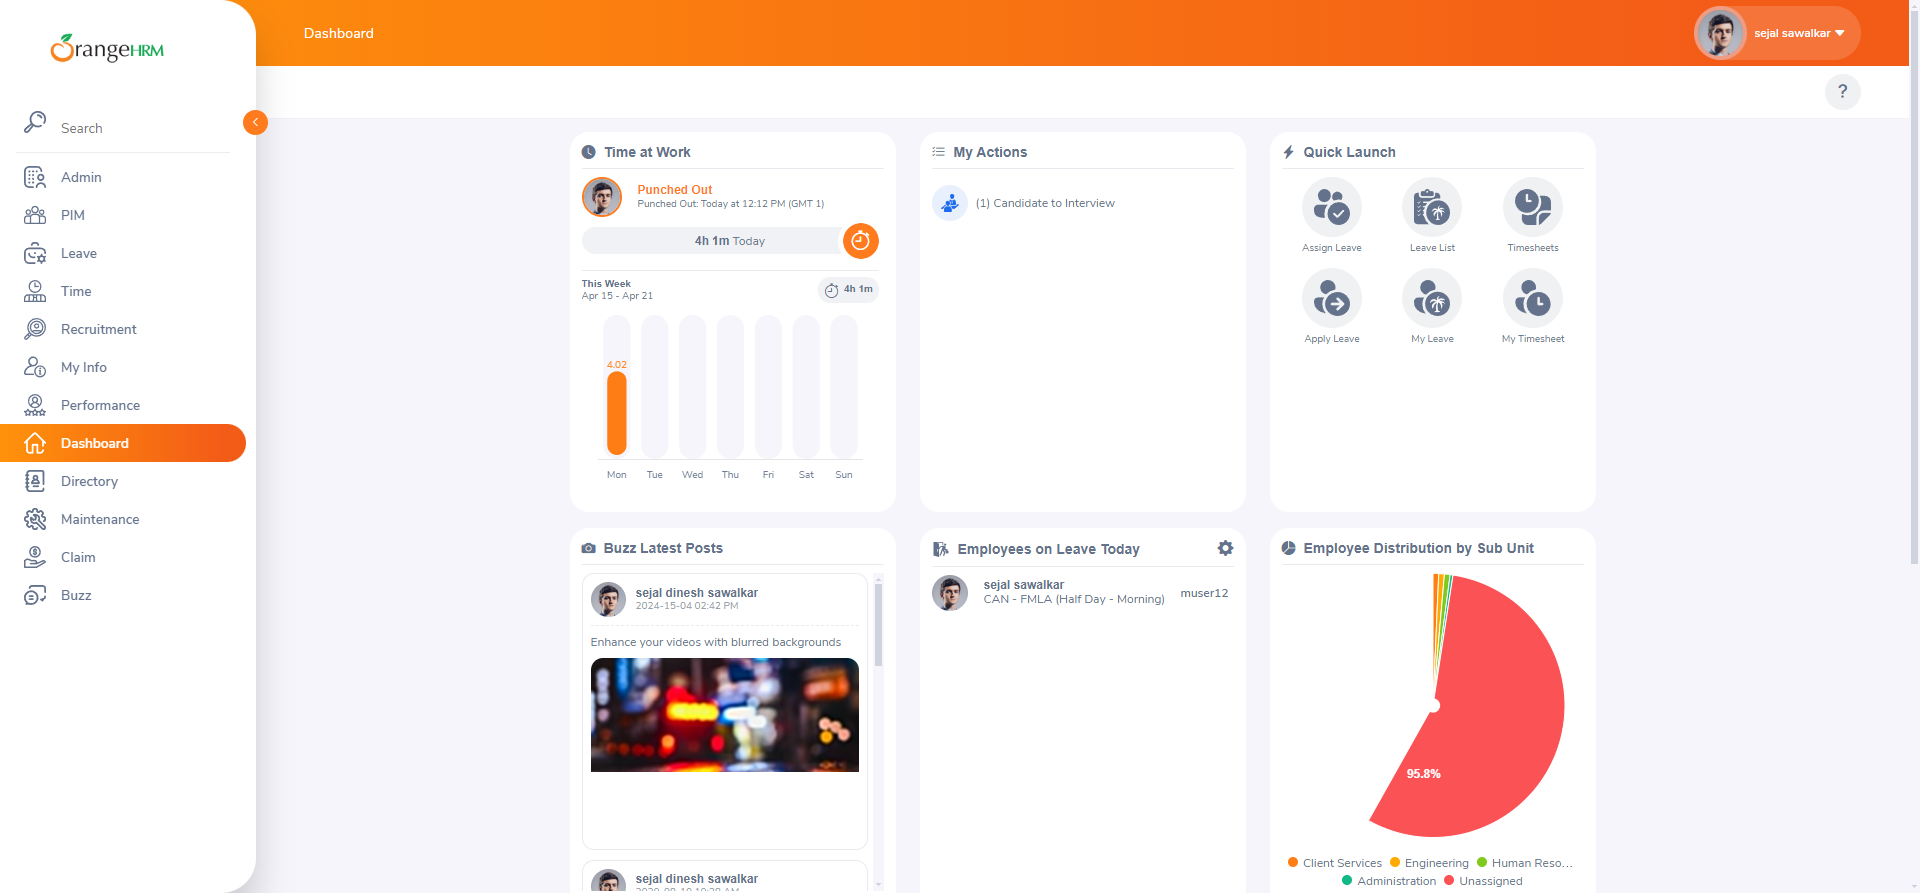 OrangeHRM
Dashboard
sejal sawalkar
?
Search
Admin
PIM
Leave
Time
Recruitment
My Info
Performance
Dashboard
Directory
Maintenance
Claim
Buzz
Time at Work
Punched Out
Punched Out: Today at 12:12 PM (GMT 1)
4h 1m Today
This Week
Apr 15 - Apr 21
4h 1m
4.02
Mon Tue Wed Thu Fri Sat Sun
My Actions
(1) Candidate to Interview
Quick Launch
Assign Leave Leave List Timesheets
Apply Leave My Leave My Timesheet
Buzz Latest Posts
sejal dinesh sawalkar
2024-15-04 02:42 PM
Enhance your videos with blurred backgrounds
sejal dinesh sawalkar
Employees on Leave Today
sejal sawalkar
CAN - FMLA (Half Day - Morning)
muser12
Employee Distribution by Sub Unit
95.8%
Client Services Engineering Human Reso...
Administration Unassigned